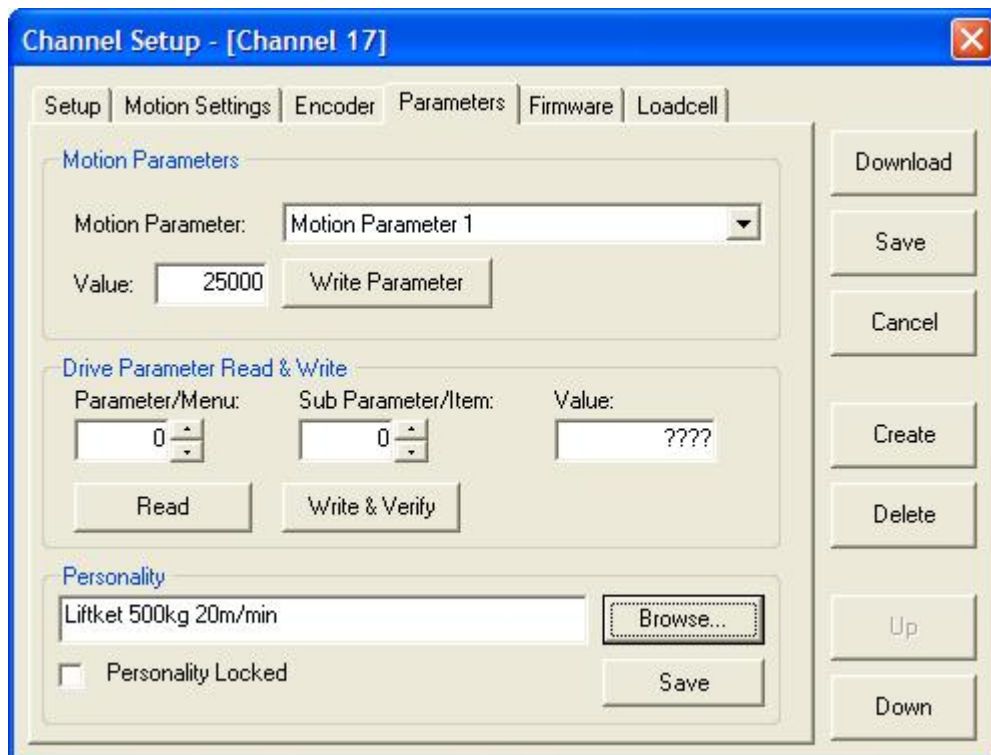 Channel Setup - [Channel 17]
Setup Motion Settings Encoder Parameters Firmware Loadcell
Motion Parameters
Motion Parameter: Motion Parameter 1
Value: 25000 Write Parameter
Drive Parameter Read & Write
Parameter/Menu: Sub Parameter/Item: Value:
0 0 ????
Read Write & Verify
Personality
Liftket 500kg 20m/min Browse...
Personality Locked Save
Download
Save
Cancel
Create
Delete
Up
Down